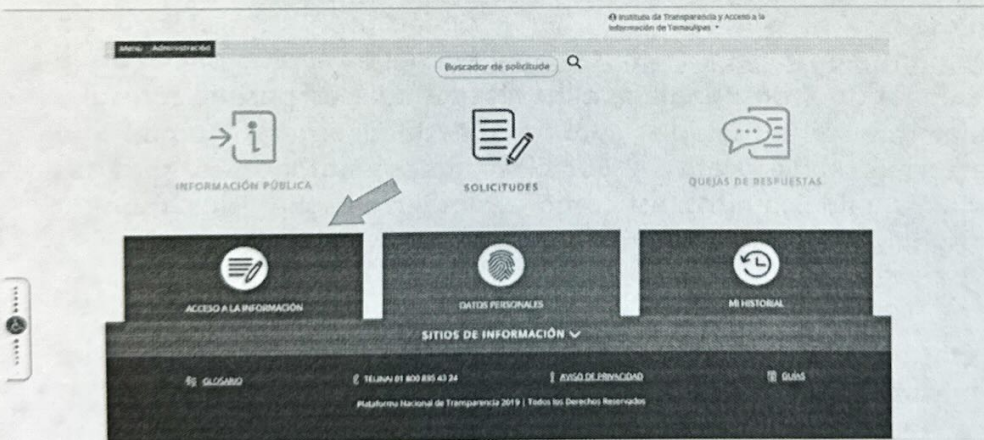 Instituto de Transparencia y Acceso a la
Información de Tamaulipas
Menú Administración
Buscador de solicitude
INFORMACIÓN PÚBLICA
SOLICITUDES
QUEJAS DE RESPUESTAS
ACCESO A LA INFORMACIÓN
DATOS PERSONALES
MI HISTORIAL
SITIOS DE INFORMACIÓN
GLOSARIO
TELINAI 01 800 835 43 24
AVISO DE PRIVACIDAD
GUÍAS
Plataforma Nacional de Transparencia 2019 | Todos los Derechos Reservados